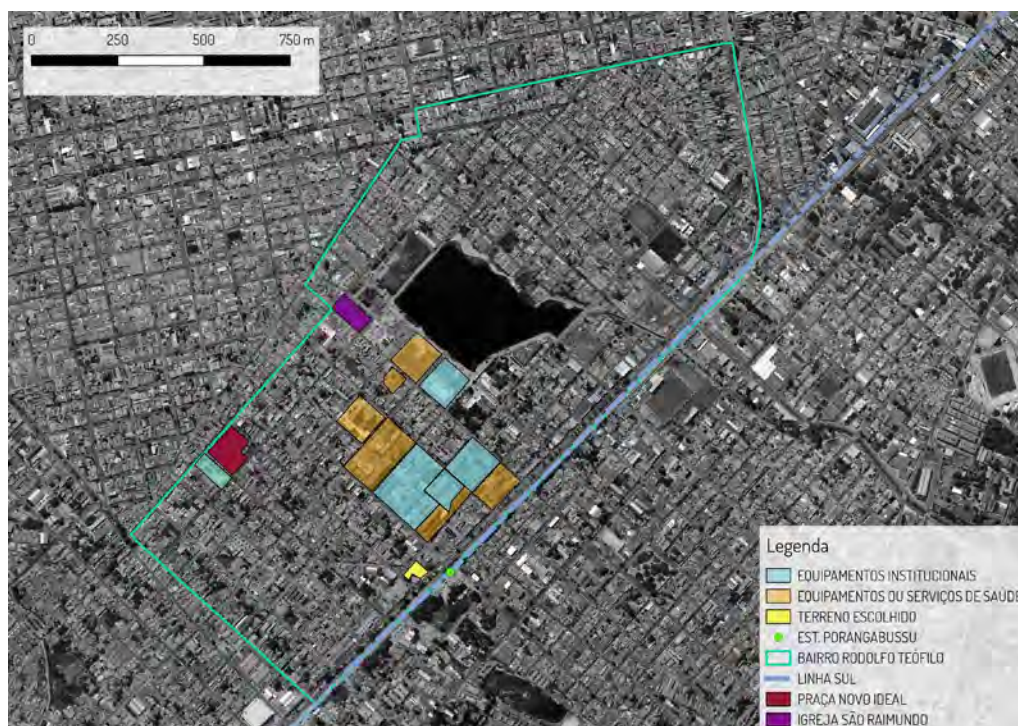 0 250 500 750 m
Legenda
EQUIPAMENTOS INSTITUCIONAIS
EQUIPAMENTOS OU SERVIÇOS DE SAÚDE
TERRENO ESCOLHIDO
EST. PORANGABUSSU
BAIRRO RODOLFO TEÓFILO
LINHA SUL
PRAÇA NOVO IDEAL
IGREJA SÃO RAIMUNDO